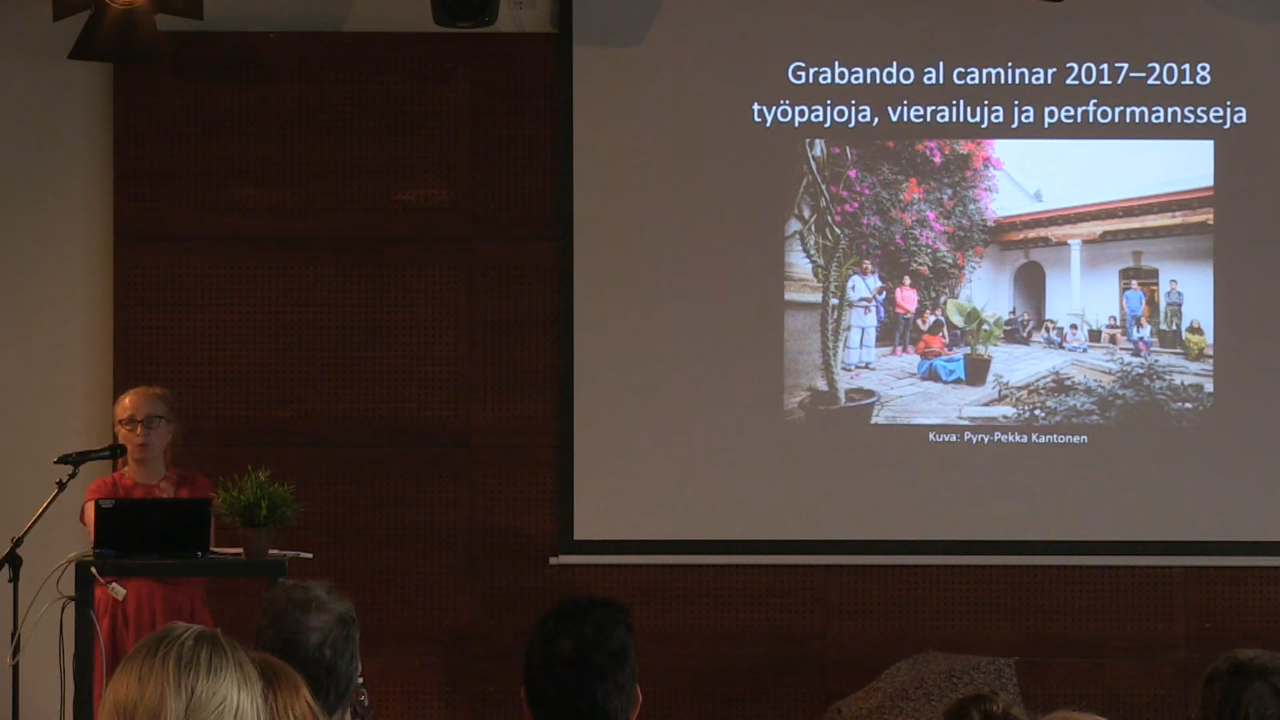 Grabando al caminar 2017–2018
työpajoja, vierailuja ja performansseja
Kuva: Pyry-Pekka Kantonen